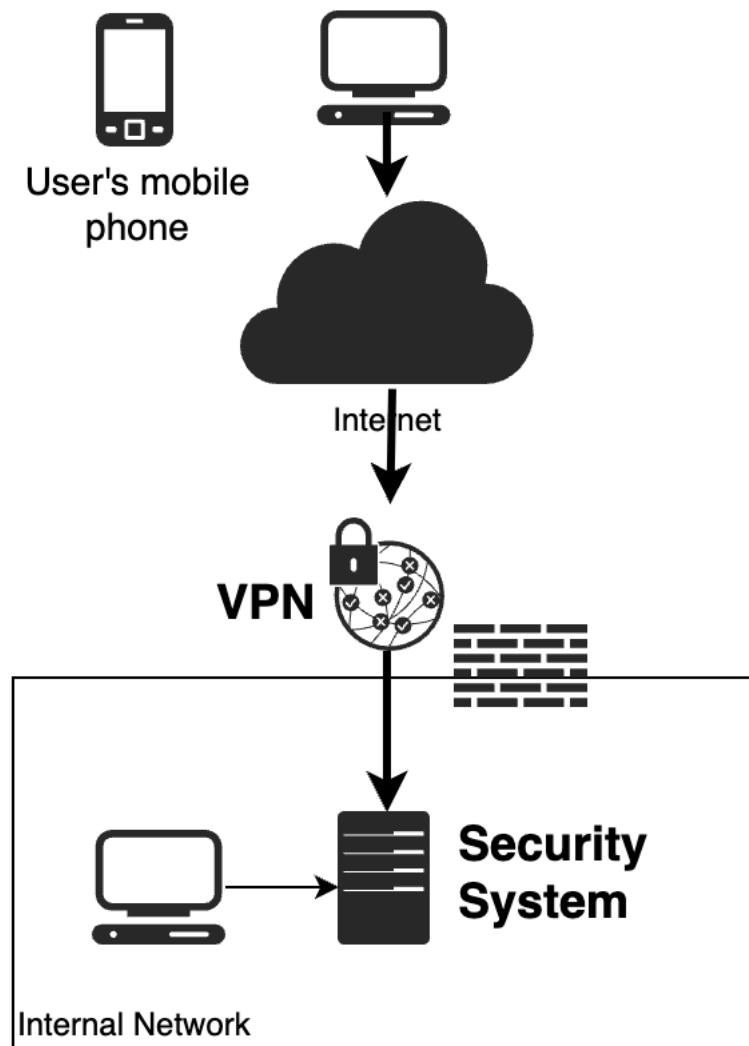 User's mobile
phone
Internet
VPN
Security
System
Internal Network